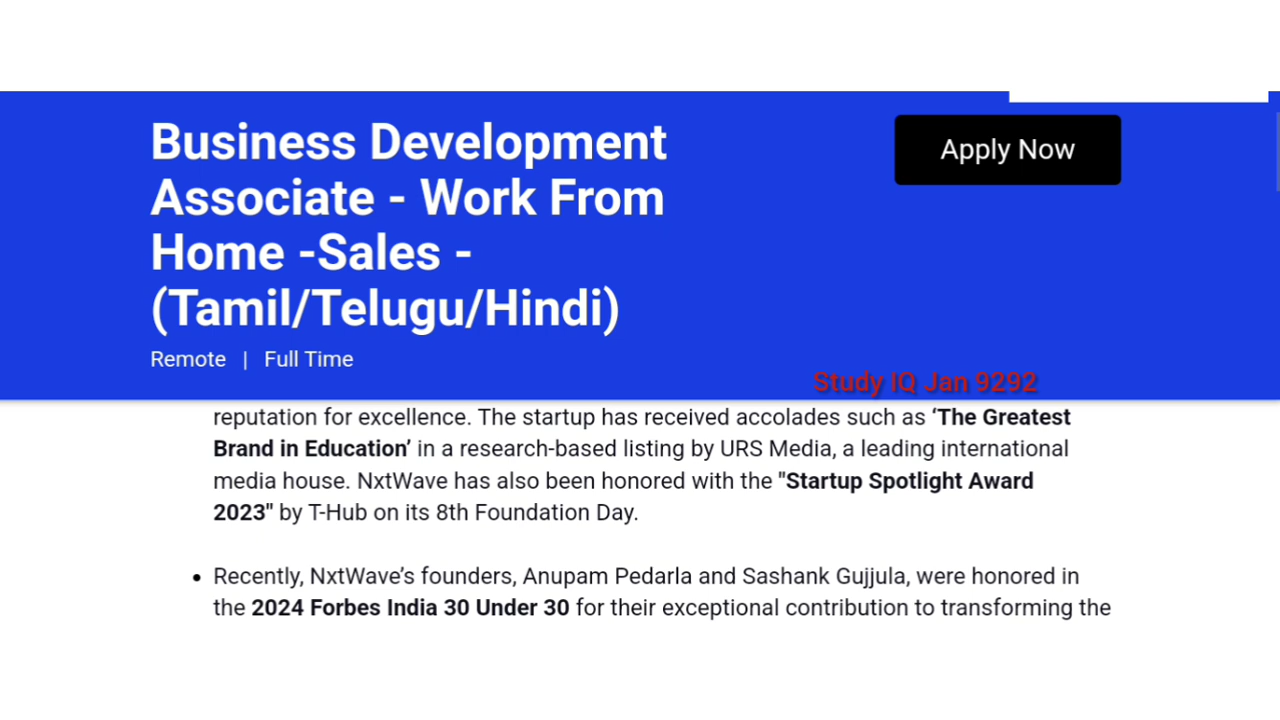 Business Development
Apply Now
Associate - Work From
Home -Sales -
(Tamil/Telugu/Hindi)
Remote | Full Time
Study IQ Jan 9292
reputation for excellence. The startup has received accolades such as ‘The Greatest
Brand in Education’ in a research-based listing by URS Media, a leading international
media house. NxtWave has also been honored with the "Startup Spotlight Award
2023" by T-Hub on its 8th Foundation Day.
• Recently, NxtWave’s founders, Anupam Pedarla and Sashank Gujjula, were honored in
the 2024 Forbes India 30 Under 30 for their exceptional contribution to transforming the